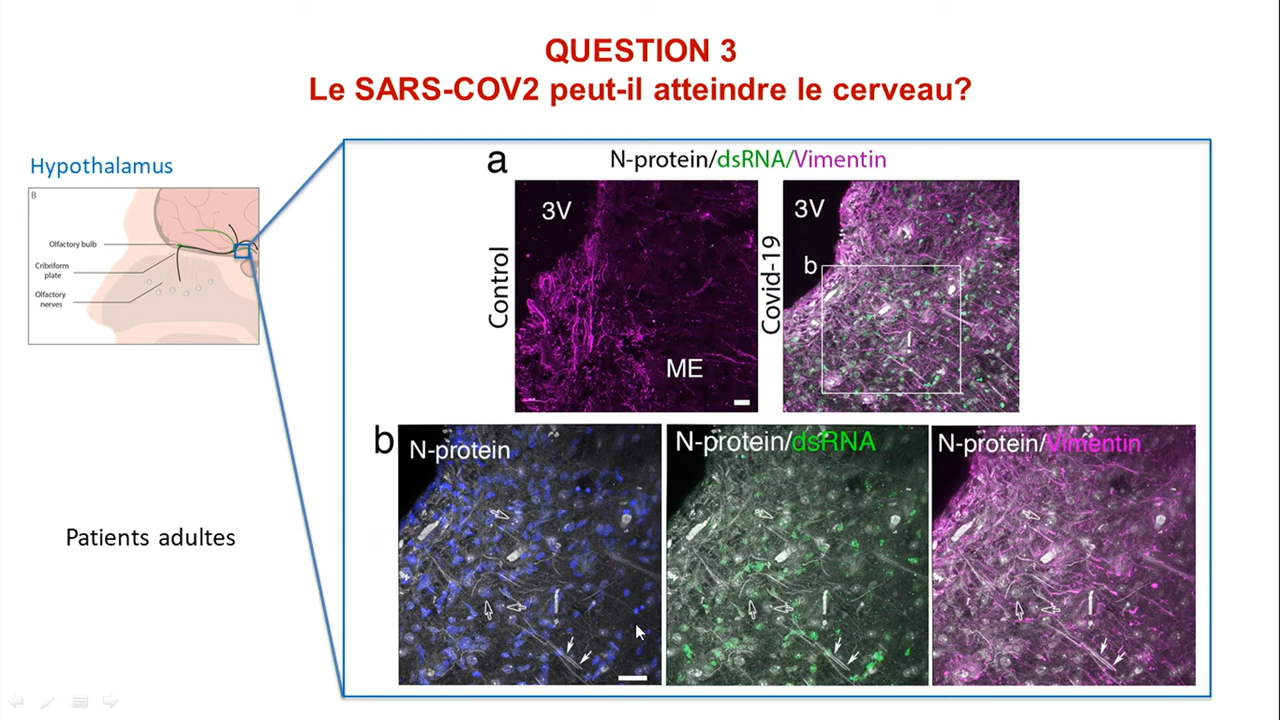 QUESTION 3
Le SARS-COV2 peut-il atteindre le cerveau?
Hypothalamus
B
Olfactory bulb
Cribriform
plate
Olfactory
nerves
Patients adultes
a
N-protein/dsRNA/Vimentin
Control
3V
ME
Covid-19
3V
b
b
N-protein
N-protein/dsRNA
N-protein/Vimentin